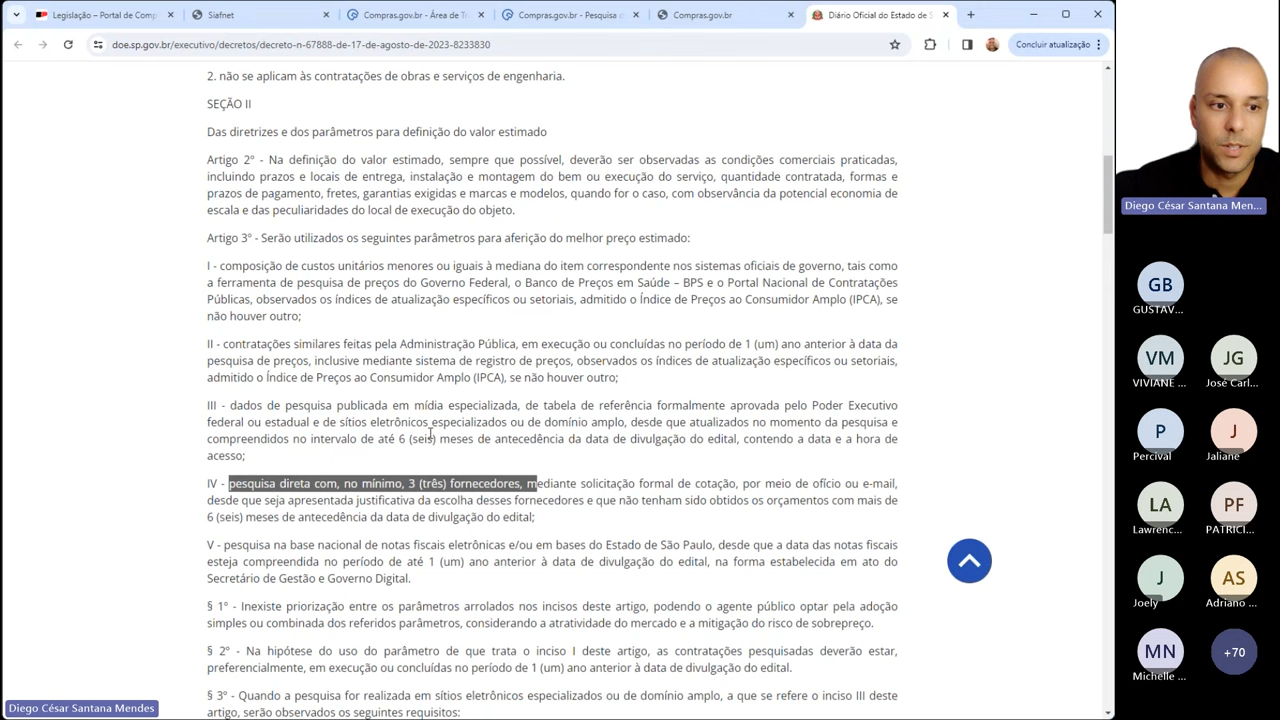 Legislação – Portal de Comp
Siafnet
Compras.gov.br - Área de Tr
Compras.gov.br - Pesquisa e
Compras.gov.br
Diário Oficial do Estado de S
doe.sp.gov.br/executivo/decretos/decreto-n-67888-de-17-de-agosto-de-2023-8233830
Concluir atualização
2. não se aplicam às contratações de obras e serviços de engenharia.
SEÇÃO II
Das diretrizes e dos parâmetros para definição do valor estimado
Artigo 2º - Na definição do valor estimado, sempre que possível, deverão ser observadas as condições comerciais praticadas,
incluindo prazos e locais de entrega, instalação e montagem do bem ou execução do serviço, quantidade contratada, formas e
prazos de pagamento, fretes, garantias exigidas e marcas e modelos, quando for o caso, com observância da potencial economia de
escala e das peculiaridades do local de execução do objeto.
Artigo 3º - Serão utilizados os seguintes parâmetros para aferição do melhor preço estimado:
I - composição de custos unitários menores ou iguais à mediana do item correspondente nos sistemas oficiais de governo, tais como
a ferramenta de pesquisa de preços do Governo Federal, o Banco de Preços em Saúde – BPS e o Portal Nacional de Contratações
Públicas, observados os índices de atualização específicos ou setoriais, admitido o Índice de Preços ao Consumidor Amplo (IPCA), se
não houver outro;
II - contratações similares feitas pela Administração Pública, em execução ou concluídas no período de 1 (um) ano anterior à data da
pesquisa de preços, inclusive mediante sistema de registro de preços, observados os índices de atualização específicos ou setoriais,
admitido o Índice de Preços ao Consumidor Amplo (IPCA), se não houver outro;
III - dados de pesquisa publicada em mídia especializada, de tabela de referência formalmente aprovada pelo Poder Executivo
federal ou estadual e de sítios eletrônicos especializados ou de domínio amplo, desde que atualizados no momento da pesquisa e
compreendidos no intervalo de até 6 (seis) meses de antecedência da data de divulgação do edital, contendo a data e a hora de
acesso;
IV - pesquisa direta com, no mínimo, 3 (três) fornecedores, mediante solicitação formal de cotação, por meio de ofício ou e-mail,
desde que seja apresentada justificativa da escolha desses fornecedores e que não tenham sido obtidos os orçamentos com mais de
6 (seis) meses de antecedência da data de divulgação do edital;
V - pesquisa na base nacional de notas fiscais eletrônicas e/ou em bases do Estado de São Paulo, desde que a data das notas fiscais
esteja compreendida no período de até 1 (um) ano anterior à data de divulgação do edital, na forma estabelecida em ato do
Secretário de Gestão e Governo Digital.
§ 1º - Inexiste priorização entre os parâmetros arrolados nos incisos deste artigo, podendo o agente público optar pela adoção
simples ou combinada dos referidos parâmetros, considerando a atratividade do mercado e a mitigação do risco de sobrepreço.
§ 2º - Na hipótese do uso do parâmetro de que trata o inciso I deste artigo, as contratações pesquisadas deverão estar,
preferencialmente, em execução ou concluídas no período de 1 (um) ano anterior à data de divulgação do edital.
§ 3º - Quando a pesquisa for realizada em sítios eletrônicos especializados ou de domínio amplo, a que se refere o inciso III deste
artigo, serão observados os seguintes requisitos:
Diego César Santana Mendes
Diego César Santana Men...
GB
GUSTAV...
VM
VIVIANE ...
JG
José Carl...
P
Percival
J
Jaliane
LA
Lawrenc...
PF
PATRICI...
J
Joely
AS
Adriano ...
MN
Michelle ...
+70